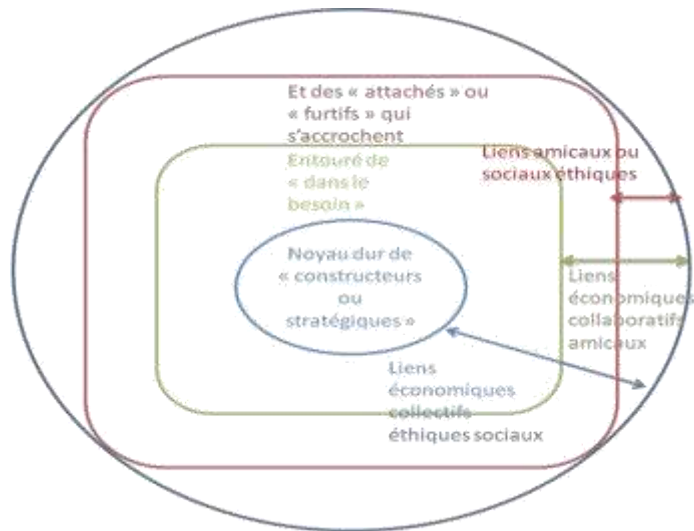 Et des « attachés » ou
« furtifs » qui
s'accrochent
Entouré de
« dans le
besoin »
Liens amicaux ou
sociaux éthiques
Noyau dur de
« constructeurs
ou
stratégiques »
Liens
économiques
collaboratifs
amicaux
Liens
économiques
collectifs
éthiques sociaux